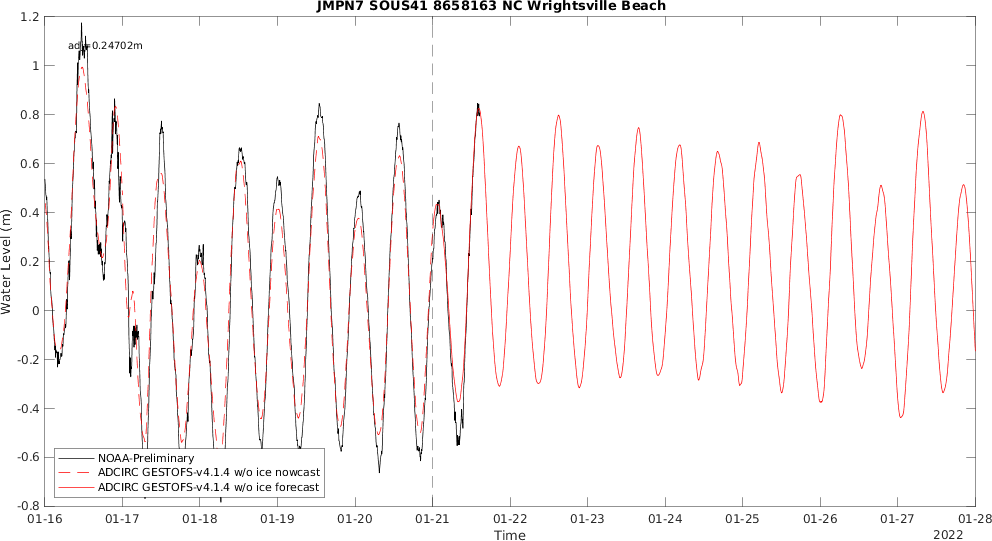 JMPN7 SOUS41 8658163 NC Wrightsville Beach
1.2
1
0.8
0.6
0.4
0.2
0
-0.2
-0.4
-0.6
-0.8
Water Level (m)
=0.24702m
NOAA-Preliminary
ADCIRC GESTOFS-v4.1.4 w/o ice nowcast
ADCIRC GESTOFS-v4.1.4 w/o ice forecast
01-16 01-17 01-18 01-19 01-20 01-21 01-22 01-23 01-24 01-25 01-26 01-27 01-28
Time
2022